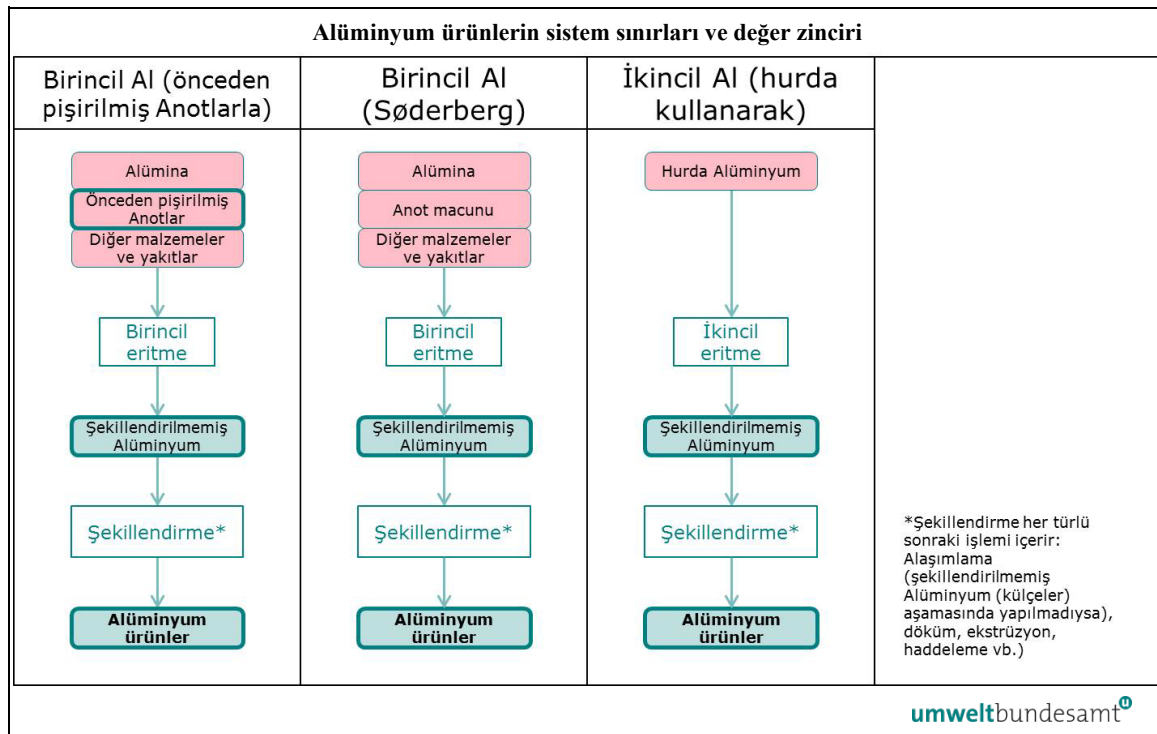 Alüminyum ürünlerin sistem sınırları ve değer zinciri
Birincil Al (önceden
pişirilmiş Anotlarla)
Alümina
Önceden pişirilmiş
Anotlar
Diğer malzemeler
ve yakıtlar
Birincil
eritme
Şekillendirilmemiş
Alüminyum
Şekillendirme*
Alüminyum
ürünler
Birincil Al
(Søderberg)
Alümina
Anot macunu
Diğer malzemeler
ve yakıtlar
Birincil
eritme
Şekillendirilmemiş
Alüminyum
Şekillendirme*
Alüminyum
ürünler
İkincil Al (hurda
kullanarak)
Hurda Alüminyum
İkincil
eritme
Şekillendirilmemiş
Alüminyum
Şekillendirme*
Alüminyum
ürünler
*Şekillendirme her türlü
sonraki işlemi içerir:
Alaşımlama
(şekillendirilmemiş
Alüminyum (külçeler)
aşamasında yapılmadıysa),
döküm, ekstrüzyon,
haddeleme vb.)
umweltbundesamt
u